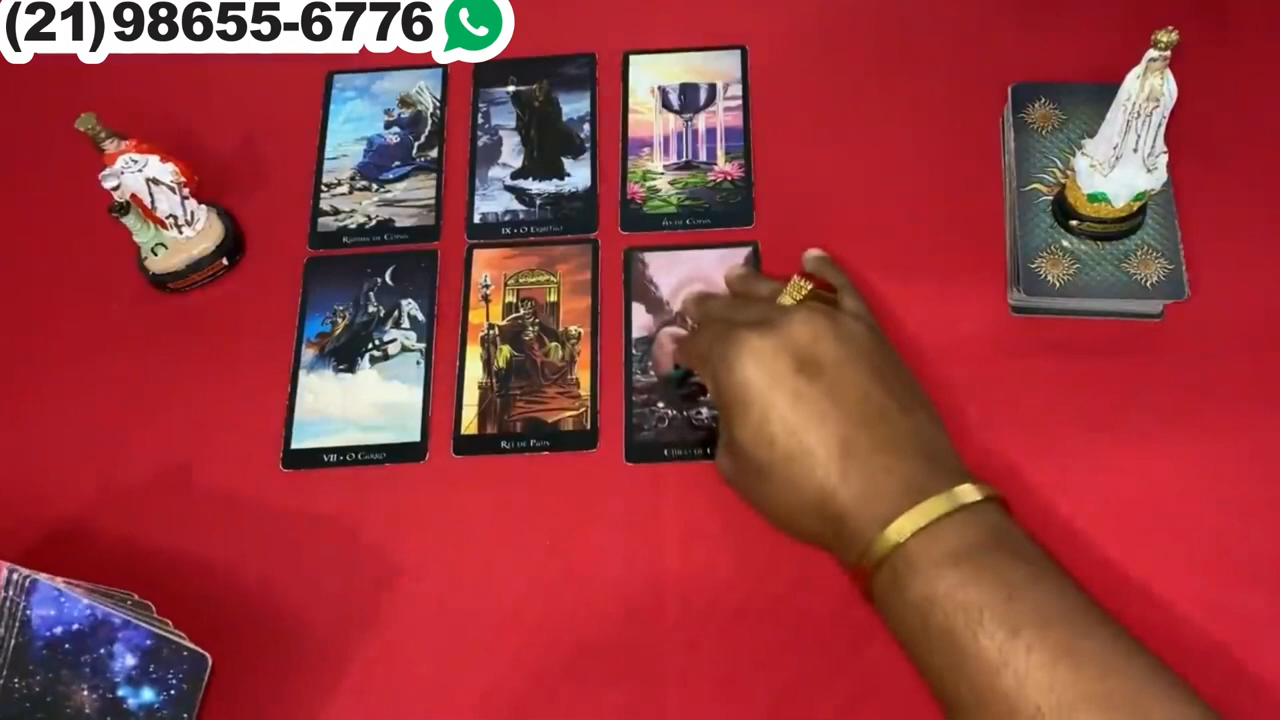 (21)98655-6776
RAINHA DE COPAS
IX • O EREMITA
ÁS DE COPAS
VII • O CARRO
REI DE PAUS